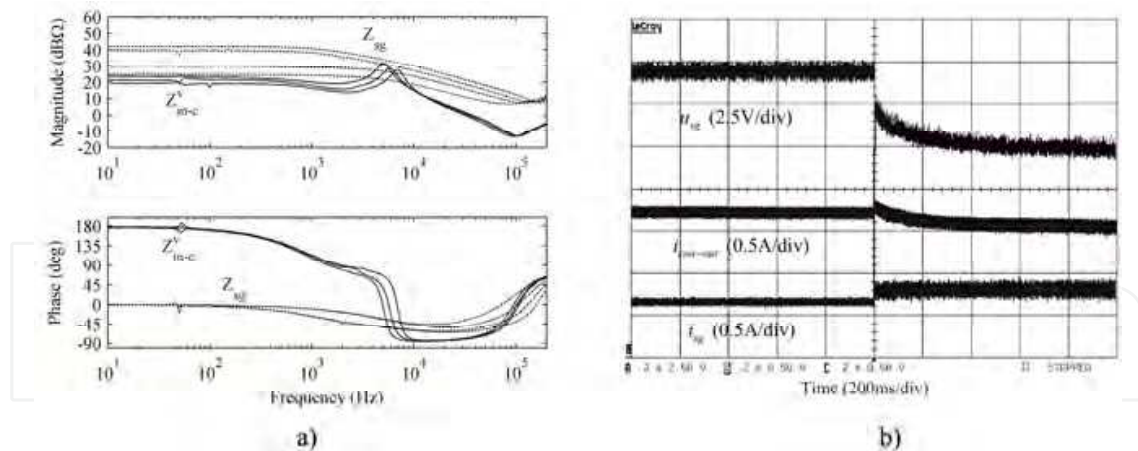 60
50
40
30
20
10
0
-10
-20
Magnitude (dBΩ)
Z_sg
Z^v_in-c
10^1
10^2
10^3
10^4
10^5
180
135
90
45
0
-45
-90
Phase (deg)
Z^v_in-c
Z_sg
10^1
10^2
10^3
10^4
10^5
Frequency (Hz)
a)
LeCroy
u_sg (2.5V/div)
(0.5A/div)
i_sg (0.5A/div)
STOPPED
Time (200ms/div)
b)